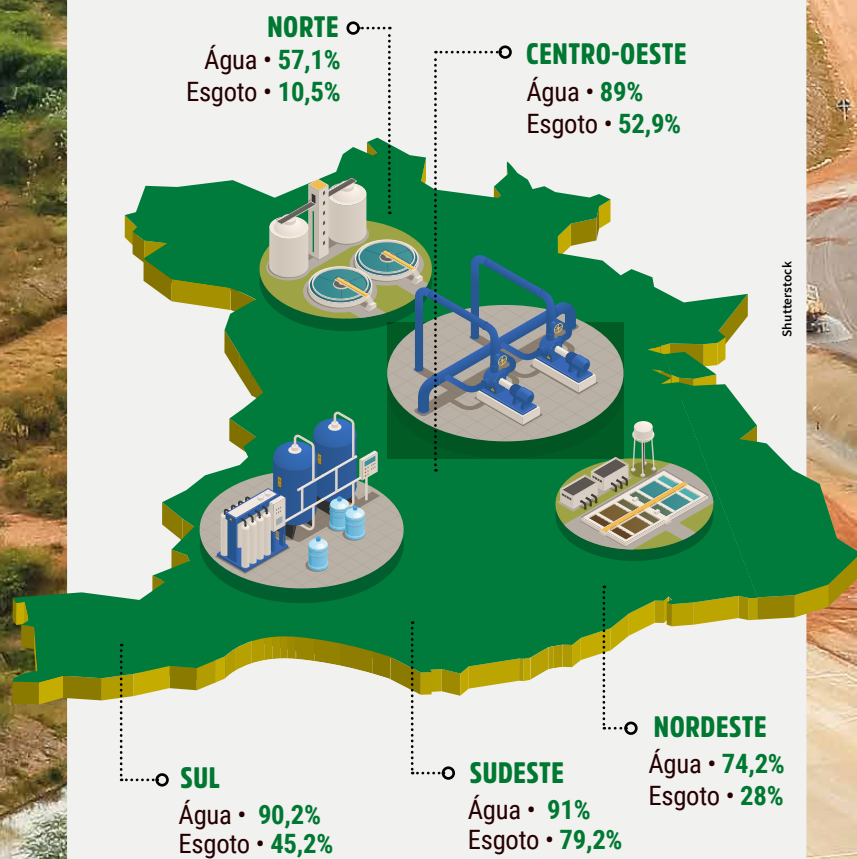 NORTE
Água • 57,1%
Esgoto • 10,5%
CENTRO-OESTE
Água • 89%
Esgoto • 52,9%
Shutterstock
NORDESTE
Água • 74,2%
Esgoto • 28%
SUL
Água • 90,2%
Esgoto • 45,2%
SUDESTE
Água • 91%
Esgoto • 79,2%